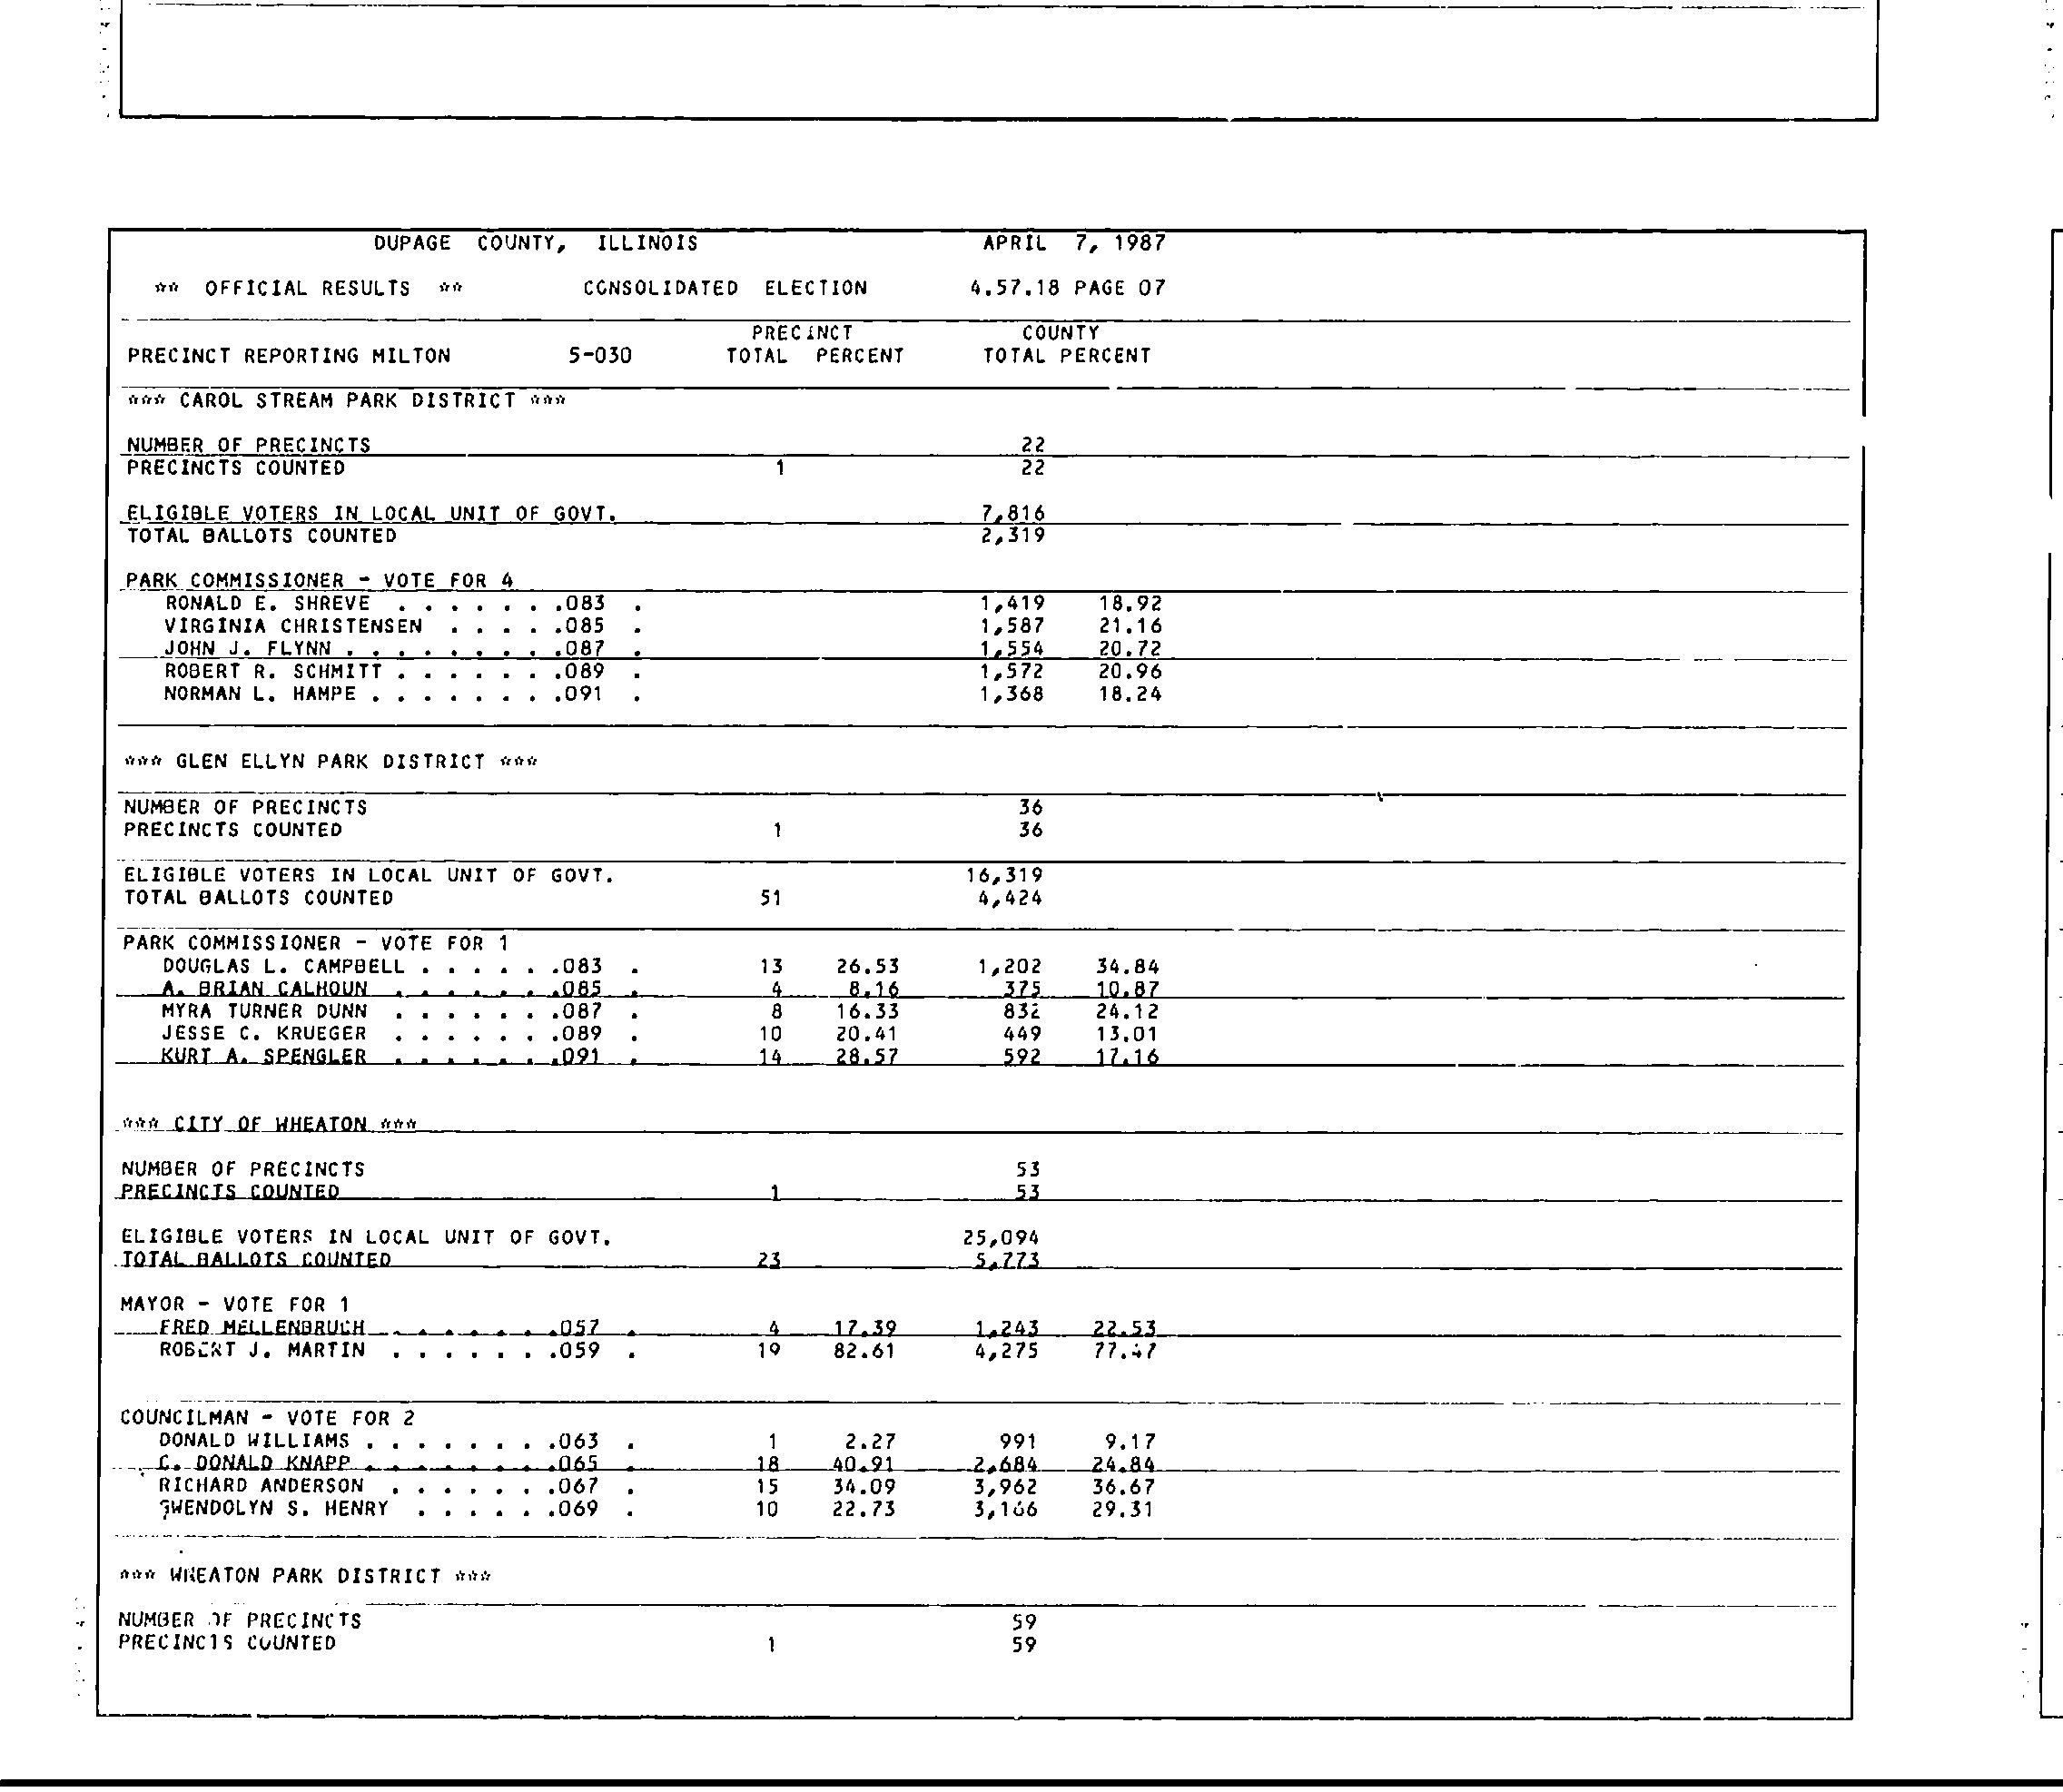 DUPAGE COUNTY, ILLINOIS APRIL 7, 1987
** OFFICIAL RESULTS ** CONSOLIDATED ELECTION 4.57.18 PAGE 07
PRECINCT COUNTY
PRECINCT REPORTING MILTON 5-030 TOTAL PERCENT TOTAL PERCENT
*** CAROL STREAM PARK DISTRICT ***
NUMBER OF PRECINCTS 22
PRECINCTS COUNTED 1 22
ELIGIBLE VOTERS IN LOCAL UNIT OF GOVT. 7,816
TOTAL BALLOTS COUNTED 2,319
PARK COMMISSIONER - VOTE FOR 4
RONALD E. SHREVE . . . . . . .083 . 1,419 18.92
VIRGINIA CHRISTENSEN . . . . .085 . 1,587 21.16
JOHN J. FLYNN . . . . . . . . .087 . 1,554 20.72
ROBERT R. SCHMITT . . . . . . .089 . 1,572 20.96
NORMAN L. HAMPE . . . . . . . .091 . 1,368 18.24
*** GLEN ELLYN PARK DISTRICT ***
NUMBER OF PRECINCTS 36
PRECINCTS COUNTED 1 36
ELIGIBLE VOTERS IN LOCAL UNIT OF GOVT. 16,319
TOTAL BALLOTS COUNTED 51 4,424
PARK COMMISSIONER - VOTE FOR 1
DOUGLAS L. CAMPBELL . . . . . .083 . 13 26.53 1,202 34.84
A. BRIAN CALHOUN . . . . . . .085 . 4 8.16 375 10.87
MYRA TURNER DUNN . . . . . . .087 . 8 16.33 832 24.12
JESSE C. KRUEGER . . . . . . .089 . 10 20.41 449 13.01
KURT A. SPENGLER . . . . . . .091 . 14 28.57 592 17.16
*** CITY OF WHEATON ***
NUMBER OF PRECINCTS 53
PRECINCTS COUNTED 1 53
ELIGIBLE VOTERS IN LOCAL UNIT OF GOVT. 25,094
TOTAL BALLOTS COUNTED 23 5,773
MAYOR - VOTE FOR 1
FRED MELLENBRUCH . . . . . . .057 . 4 17.39 1,243 22.53
ROBERT J. MARTIN . . . . . . .059 . 19 82.61 4,275 77.47
COUNCILMAN - VOTE FOR 2
DONALD WILLIAMS . . . . . . . .063 . 1 2.27 991 9.17
C. DONALD KNAPP . . . . . . . .065 . 18 40.91 2,684 24.84
RICHARD ANDERSON . . . . . . .067 . 15 34.09 3,962 36.67
GWENDOLYN S. HENRY . . . . . .069 . 10 22.73 3,166 29.31
*** WHEATON PARK DISTRICT ***
NUMBER OF PRECINCTS 59
PRECINCTS COUNTED 1 59